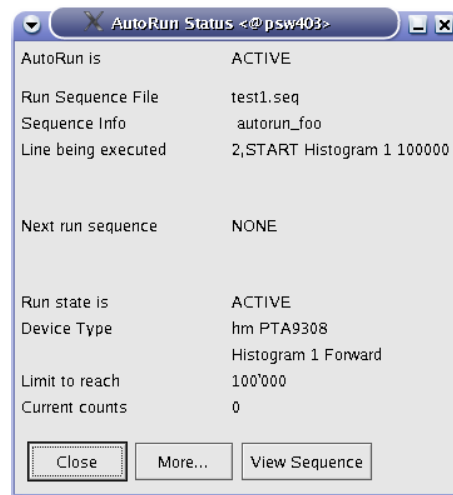 AutoRun Status <@psw403>
AutoRun is ACTIVE
Run Sequence File test1.seq
Sequence Info autorun_foo
Line being executed 2,START Histogram 1 100000
Next run sequence NONE
Run state is ACTIVE
Device Type hm PTA9308
Histogram 1 Forward
Limit to reach 100'000
Current counts 0
Close More... View Sequence